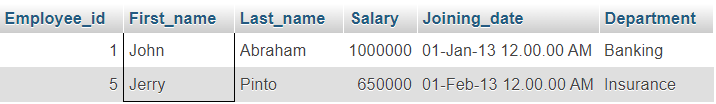 Employee_id First_name Last_name Salary Joining_date Department
1 John Abraham 1000000 01-Jan-13 12.00.00 AM Banking
5 Jerry Pinto 650000 01-Feb-13 12.00.00 AM Insurance